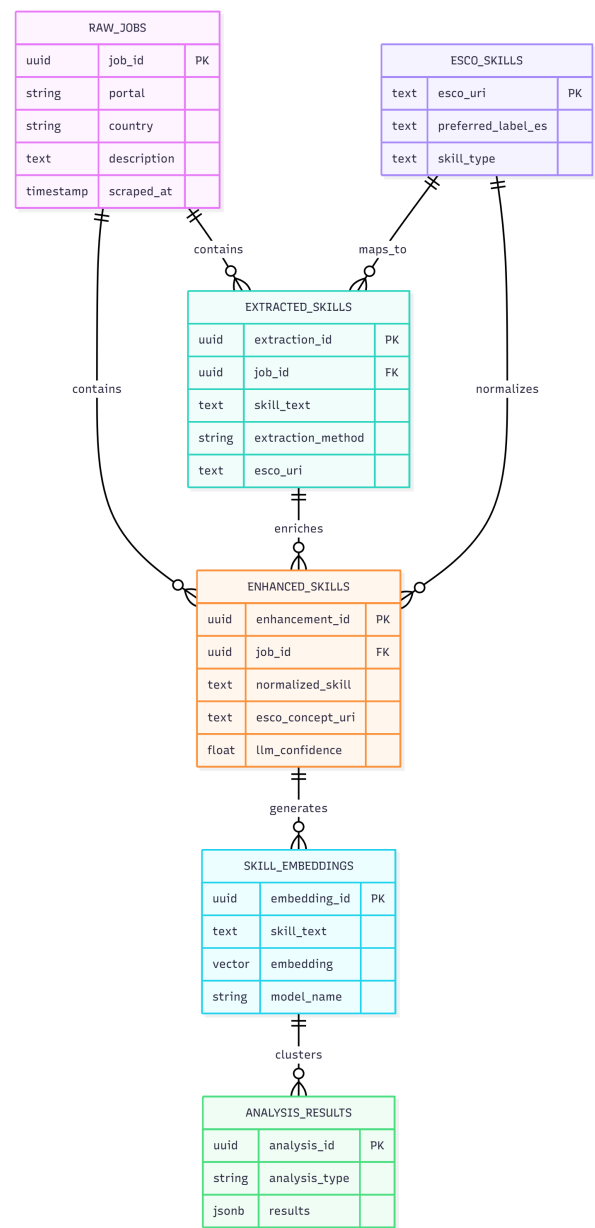 RAW_JOBS
uuid job_id PK
string portal
string country
text description
timestamp scraped_at
ESCO_SKILLS
text esco_uri PK
text preferred_label_es
text skill_type
contains
maps_to
EXTRACTED_SKILLS
uuid extraction_id PK
uuid job_id FK
text skill_text
string extraction_method
text esco_uri
contains
normalizes
enriches
ENHANCED_SKILLS
uuid enhancement_id PK
uuid job_id FK
text normalized_skill
text esco_concept_uri
float llm_confidence
generates
SKILL_EMBEDDINGS
uuid embedding_id PK
text skill_text
vector embedding
string model_name
clusters
ANALYSIS_RESULTS
uuid analysis_id PK
string analysis_type
jsonb results